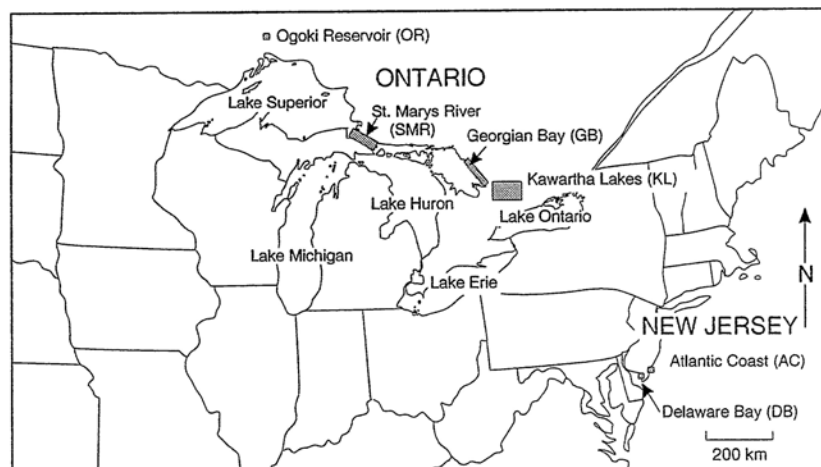 Ogoki Reservoir (OR)
ONTARIO
Lake Superior
St. Marys River
(SMR)
Georgian Bay (GB)
Kawartha Lakes (KL)
Lake Huron
Lake Ontario
Lake Michigan
Lake Erie
N
NEW JERSEY
Atlantic Coast (AC)
Delaware Bay (DB)
200 km